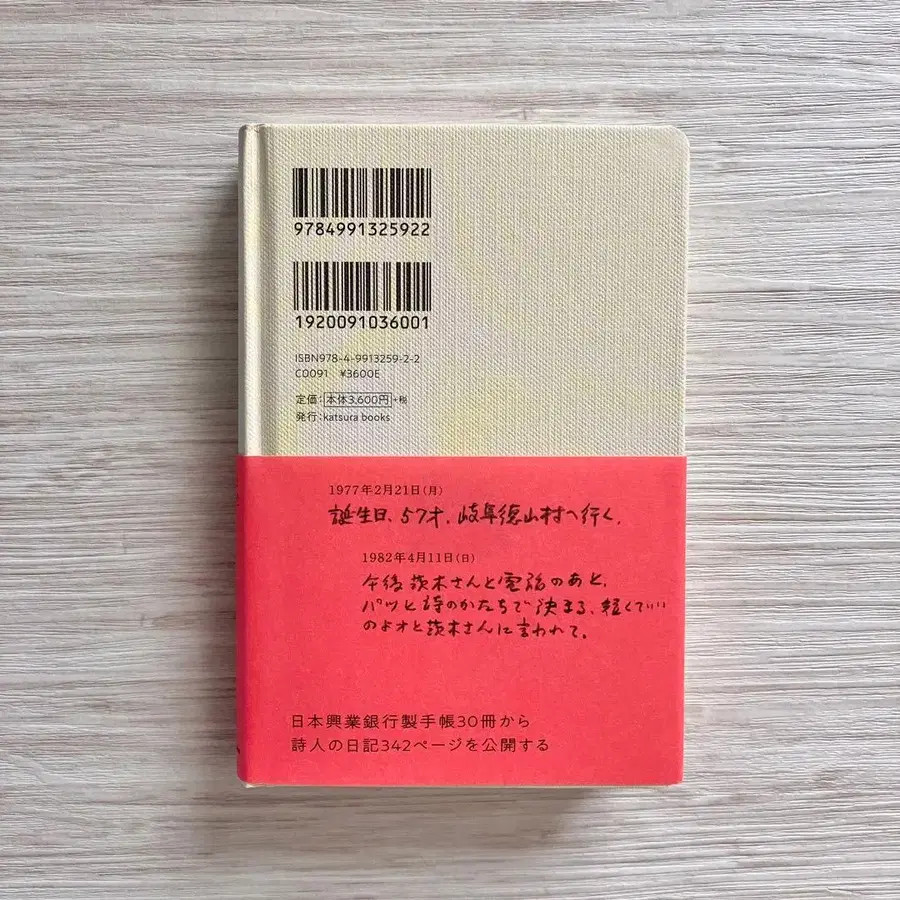 9784991325922
1920091036001
ISBN978-4-9913259-2-2
C0091 ¥3600E
定価:本体3,600円+税
発行:katsura books
1977年2月21日(月)
誕生日、57才、岐阜徳山村へ行く、
1982年4月11日(日)
午後茨木さんと電話のあと、
パッと詩のかたちで決まる、軽くていい
のよオと茨木さんに言われて。
日本興業銀行製手帳30冊から
詩人の日記342ページを公開する